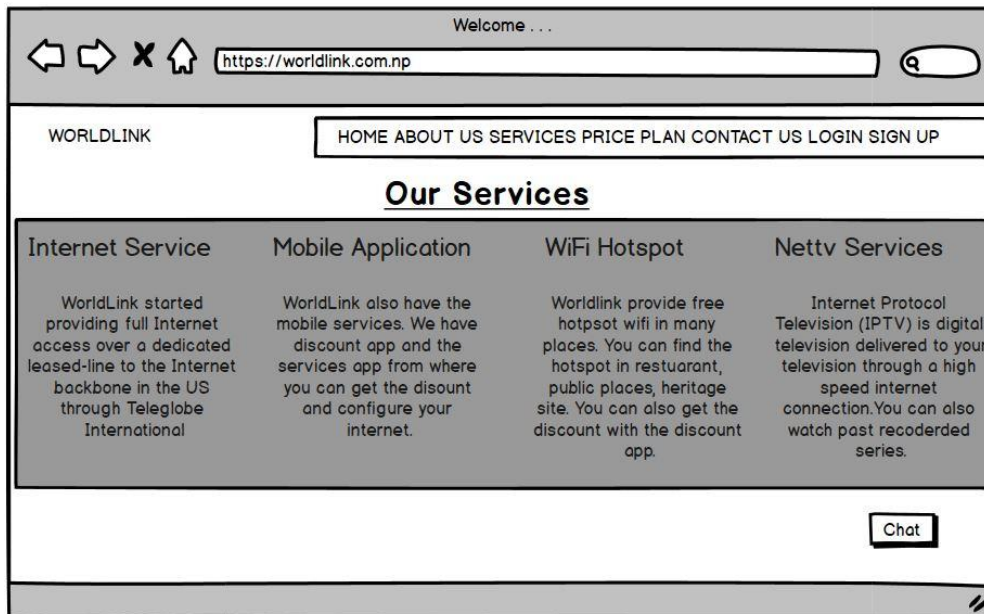 Welcome . . .
https://worldlink.com.np
WORLDLINK
HOME ABOUT US SERVICES PRICE PLAN CONTACT US LOGIN SIGN UP
Our Services
Internet Service
WorldLink started
providing full Internet
access over a dedicated
leased-line to the Internet
backbone in the US
through Teleglobe
International
Mobile Application
WorldLink also have the
mobile services. We have
discount app and the
services app from where
you can get the disount
and configure your
internet.
WiFi Hotspot
Worldlink provide free
hotpsot wifi in many
places. You can find the
hotspot in restuarant,
public places, heritage
site. You can also get the
discount with the discount
app.
Nettv Services
Internet Protocol
Television (IPTV) is digital
television delivered to your
television through a high
speed internet
connection.You can also
watch past recoderded
series.
Chat